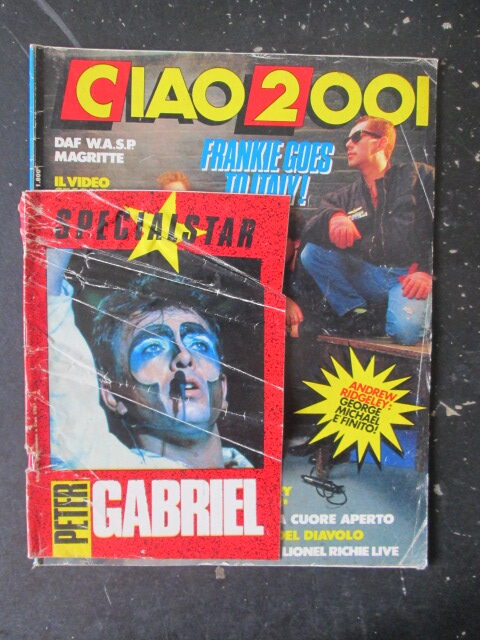 CIAO 2001
DAF W.A.S.P.
MAGRITTE
IL VIDEO
FRANKIE GOES
TO ITALY!
SPECIALSTAR
ANDREW
RIDGELEY:
GEORGE
MICHAEL
E' FINITO!
PETER
GABRIEL
A CUORE APERTO
DEL DIAVOLO
LIONEL RICHIE LIVE